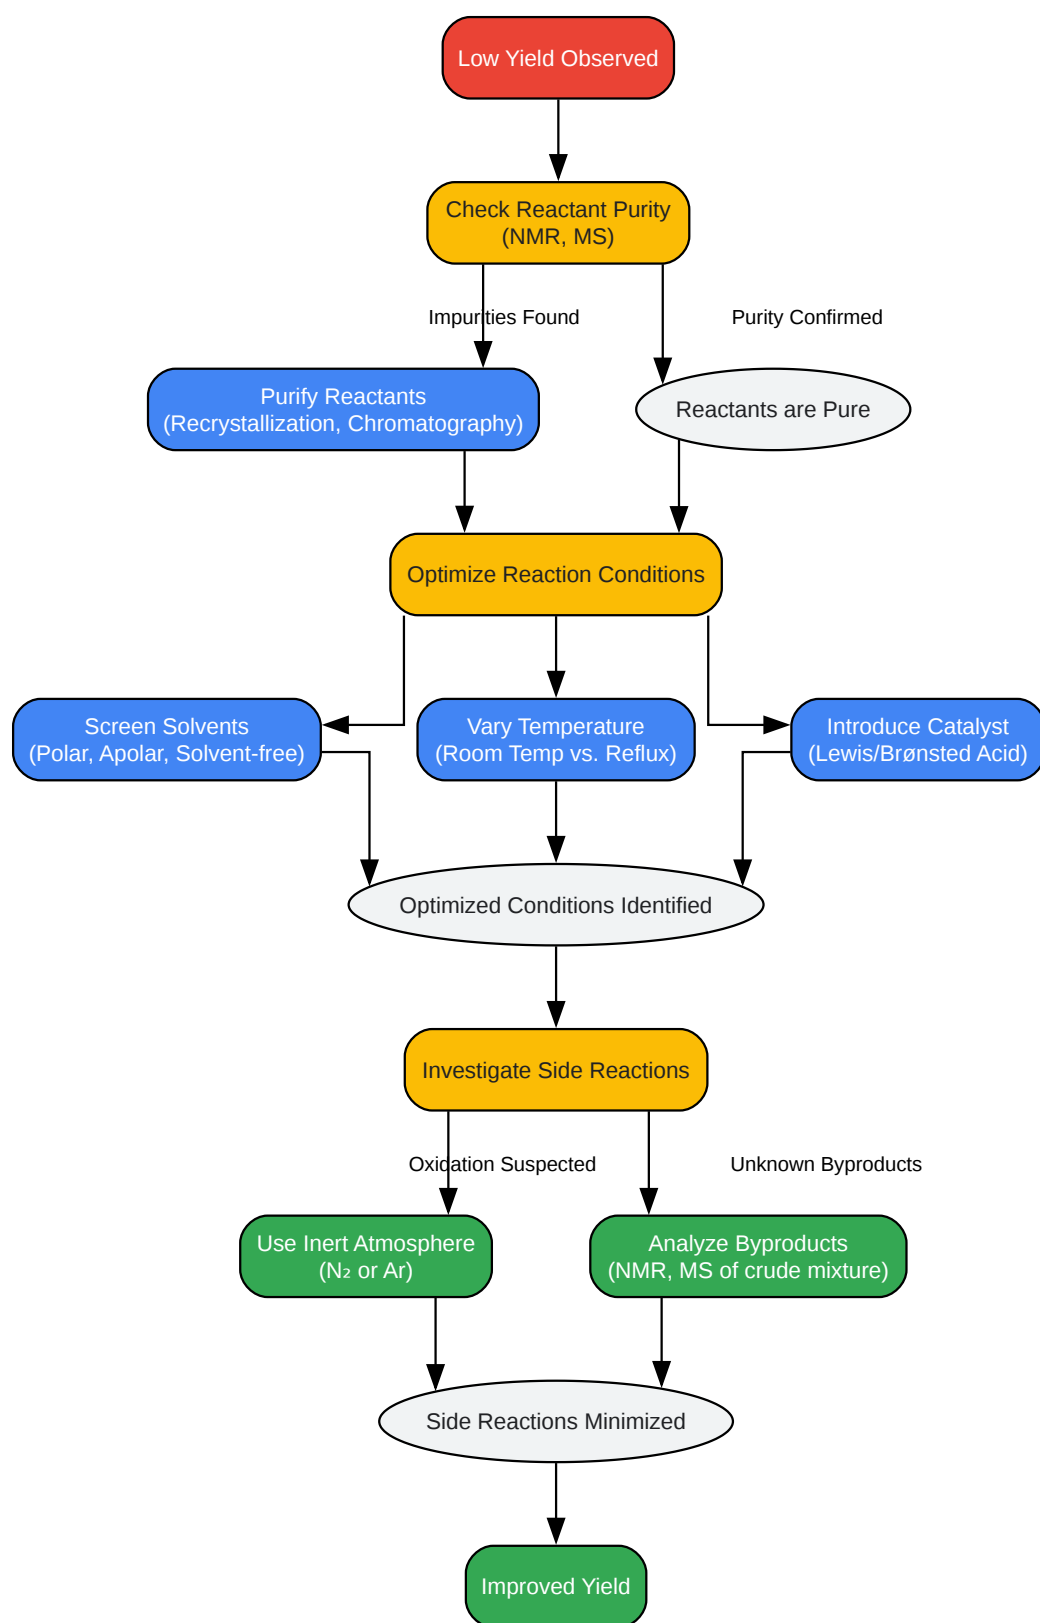 Low Yield Observed
Check Reactant Purity
(NMR, MS)
Impurities Found
Purity Confirmed
Purify Reactants
(Recrystallization, Chromatography)
Reactants are Pure
Optimize Reaction Conditions
Screen Solvents
(Polar, Apolar, Solvent-free)
Vary Temperature
(Room Temp vs. Reflux)
Introduce Catalyst
(Lewis/Brønsted Acid)
Optimized Conditions Identified
Investigate Side Reactions
Oxidation Suspected
Unknown Byproducts
Use Inert Atmosphere
(N₂ or Ar)
Analyze Byproducts
(NMR, MS of crude mixture)
Side Reactions Minimized
Improved Yield